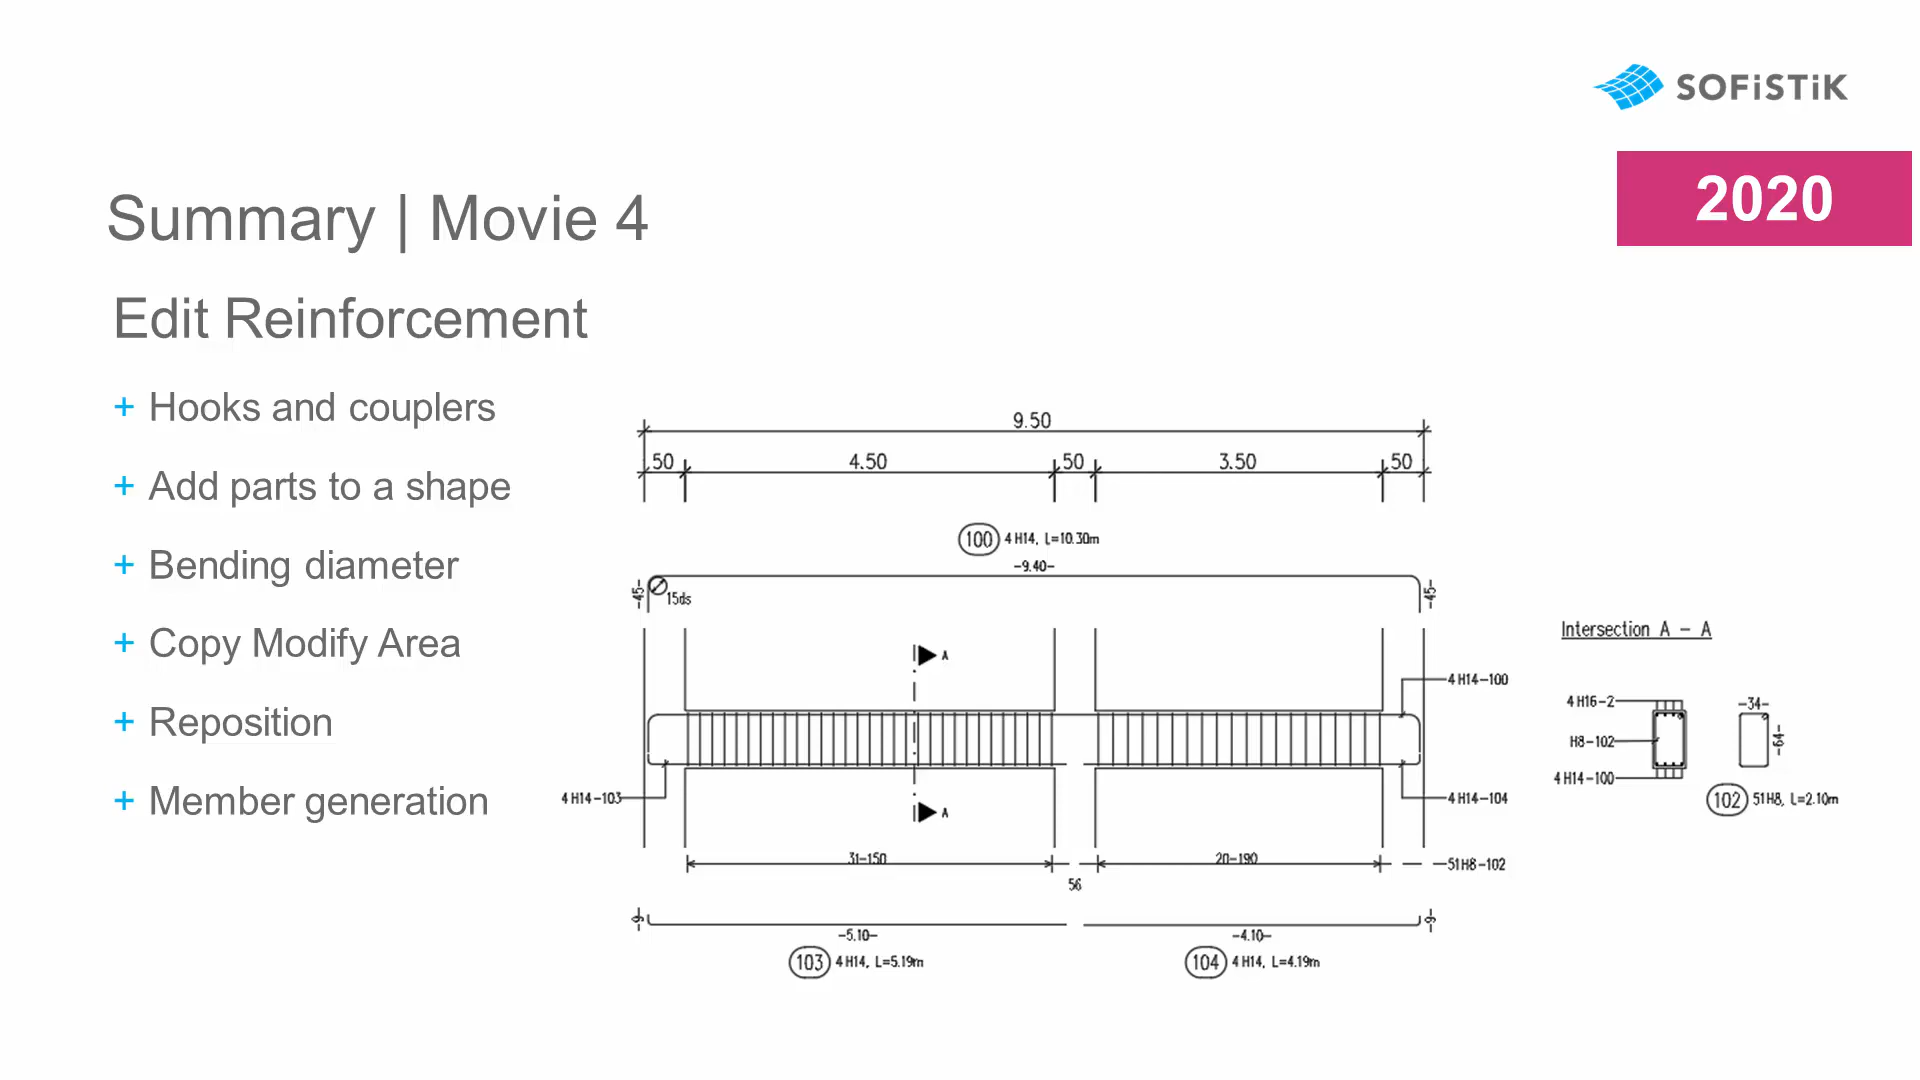 SOFiSTiK
2020
Summary | Movie 4
Edit Reinforcement
+ Hooks and couplers
+ Add parts to a shape
+ Bending diameter
+ Copy Modify Area
+ Reposition
+ Member generation
9.50
50 4.50 50 3.50 50
100 4 H14, L=10.30m
-9.40-
-45- 15ds -45-
A
4 H14-100
4 H14-103 4 H14-104
A
31-150 20-190 51H8-102
56
-9- -9-
-5.10- -4.10-
103 4 H14, L=5.19m 104 4 H14, L=4.19m
Intersection A - A
4 H16-2 -34-
H8-102 -64-
4 H14-100
102 51H8, L=2.10m